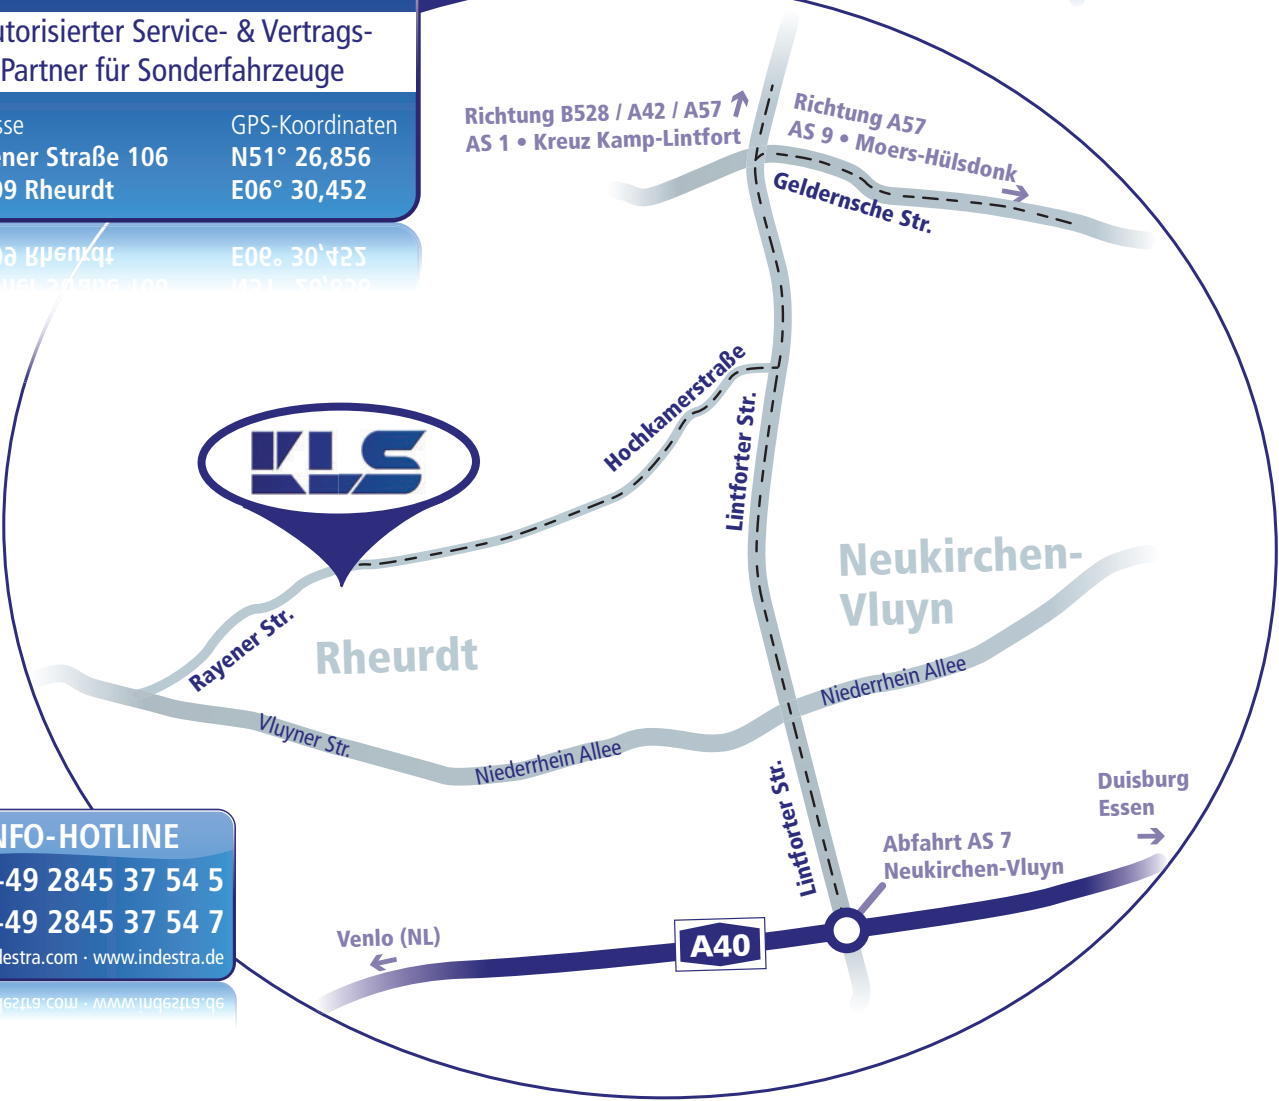 utorisierter Service- & Vertrags-
Partner für Sonderfahrzeuge
sse
GPS-Koordinaten
ener Straße 106
N51° 26,856
09 Rheurdt
E06° 30,452
Richtung B528 / A42 / A57
AS 1 • Kreuz Kamp-Lintfort
Richtung A57
AS 9 • Moers-Hülsdonk
Geldernsche Str.
Hochkamerstraße
Lintforter Str.
KLS
Neukirchen-
Vluyn
Rayener Str.
Rheurdt
Niederrhein Allee
Vluyner Str.
Niederrhein Allee
Lintforter Str.
Duisburg
Essen
Abfahrt AS 7
Neukirchen-Vluyn
NFO-HOTLINE
-49 2845 37 54 5
-49 2845 37 54 7
destra.com · www.indestra.de
Venlo (NL)
A40